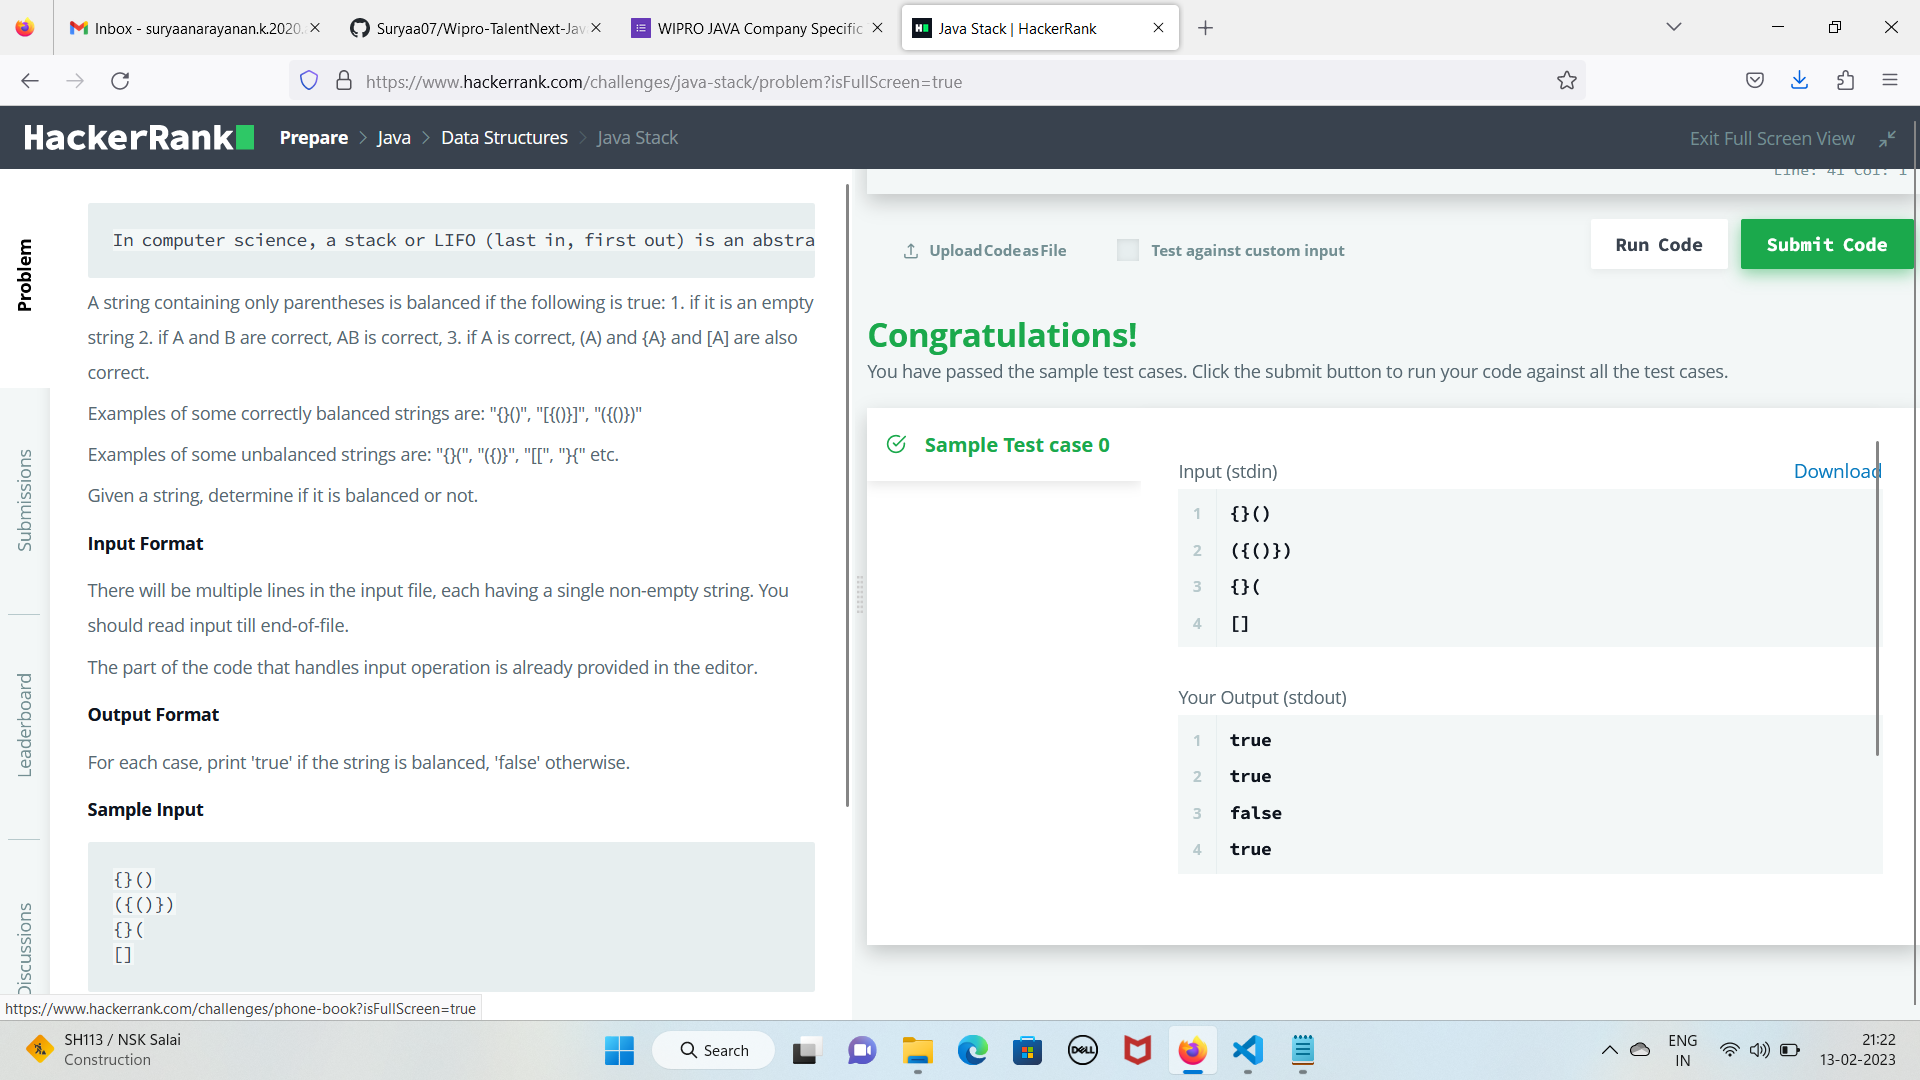 Inbox - suryaanarayanan.k.2020.
Suryaa07/Wipro-TalentNext-Jav
WIPRO JAVA Company Specific
Java Stack | HackerRank
https://www.hackerrank.com/challenges/java-stack/problem?isFullScreen=true
HackerRank
Prepare > Java > Data Structures > Java Stack
Exit Full Screen View
Line: 41 Col: 1
Problem
Submissions
Leaderboard
Discussions
In computer science, a stack or LIFO (last in, first out) is an abstra
A string containing only parentheses is balanced if the following is true: 1. if it is an empty
string 2. if A and B are correct, AB is correct, 3. if A is correct, (A) and {A} and [A] are also
correct.
Examples of some correctly balanced strings are: "{}()", "[{()}]", "({()})"
Examples of some unbalanced strings are: "{}(", "({)}", "[[", "}{" etc.
Given a string, determine if it is balanced or not.
Input Format
There will be multiple lines in the input file, each having a single non-empty string. You
should read input till end-of-file.
The part of the code that handles input operation is already provided in the editor.
Output Format
For each case, print 'true' if the string is balanced, 'false' otherwise.
Sample Input
{}()
({()})
{}(
[]
Upload Code as File
Test against custom input
Run Code
Submit Code
Congratulations!
You have passed the sample test cases. Click the submit button to run your code against all the test cases.
Sample Test case 0
Input (stdin)
Download
1 {}()
2 ({()})
3 {}(
4 []
Your Output (stdout)
1 true
2 true
3 false
4 true
https://www.hackerrank.com/challenges/phone-book?isFullScreen=true
SH113 / NSK Salai
Construction
Search
DELL
ENG
IN
21:22
13-02-2023